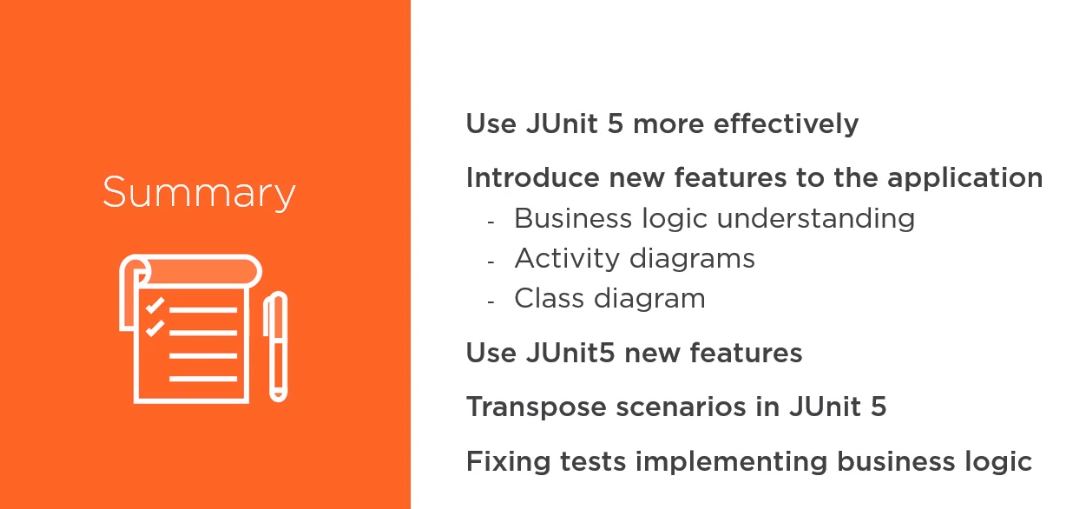 Summary
Use JUnit 5 more effectively
Introduce new features to the application
- Business logic understanding
- Activity diagrams
- Class diagram
Use JUnit5 new features
Transpose scenarios in JUnit 5
Fixing tests implementing business logic